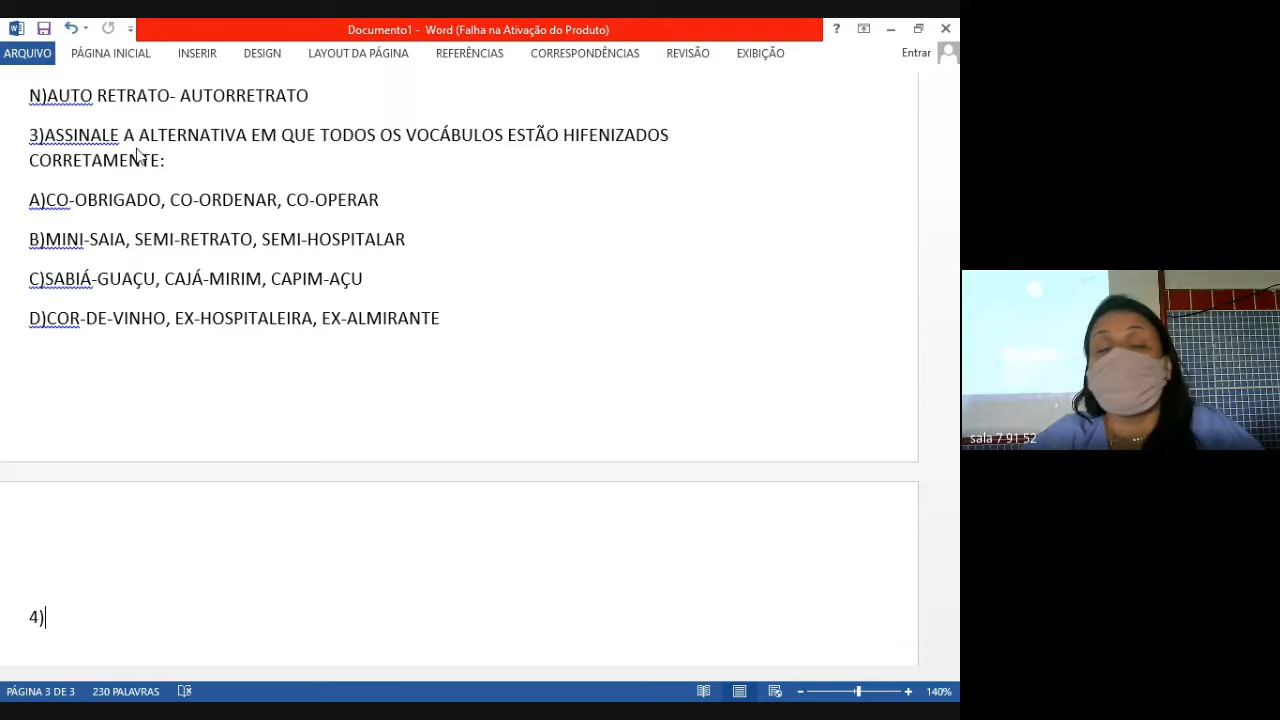 Documento1 - Word (Falha na Ativação do Produto)
ARQUIVO PÁGINA INICIAL INSERIR DESIGN LAYOUT DA PÁGINA REFERÊNCIAS CORRESPONDÊNCIAS REVISÃO EXIBIÇÃO Entrar
N)AUTO RETRATO- AUTORRETRATO
3)ASSINALE A ALTERNATIVA EM QUE TODOS OS VOCÁBULOS ESTÃO HIFENIZADOS
CORRETAMENTE:
A)CO-OBRIGADO, CO-ORDENAR, CO-OPERAR
B)MINI-SAIA, SEMI-RETRATO, SEMI-HOSPITALAR
C)SABIÁ-GUAÇU, CAJÁ-MIRIM, CAPIM-AÇU
D)COR-DE-VINHO, EX-HOSPITALEIRA, EX-ALMIRANTE
sala 7 91 52
4)
PÁGINA 3 DE 3 230 PALAVRAS 140%